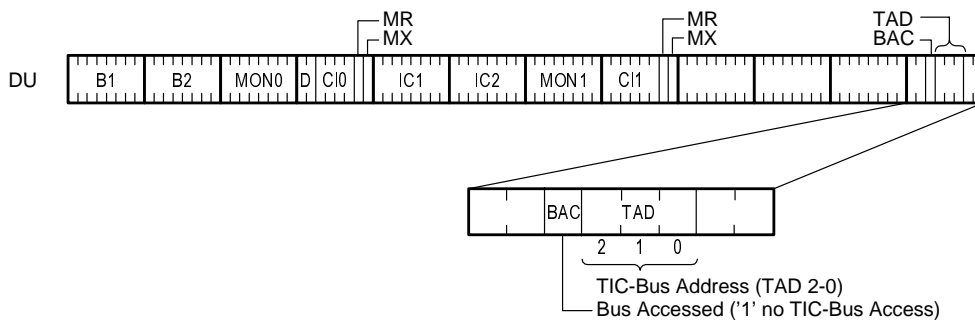 MR MR TAD
MX MX BAC
DU B1 B2 MON0 D CI0 IC1 IC2 MON1 CI1
BAC TAD
2 1 0
TIC-Bus Address (TAD 2-0)
Bus Accessed ('1' no TIC-Bus Access)